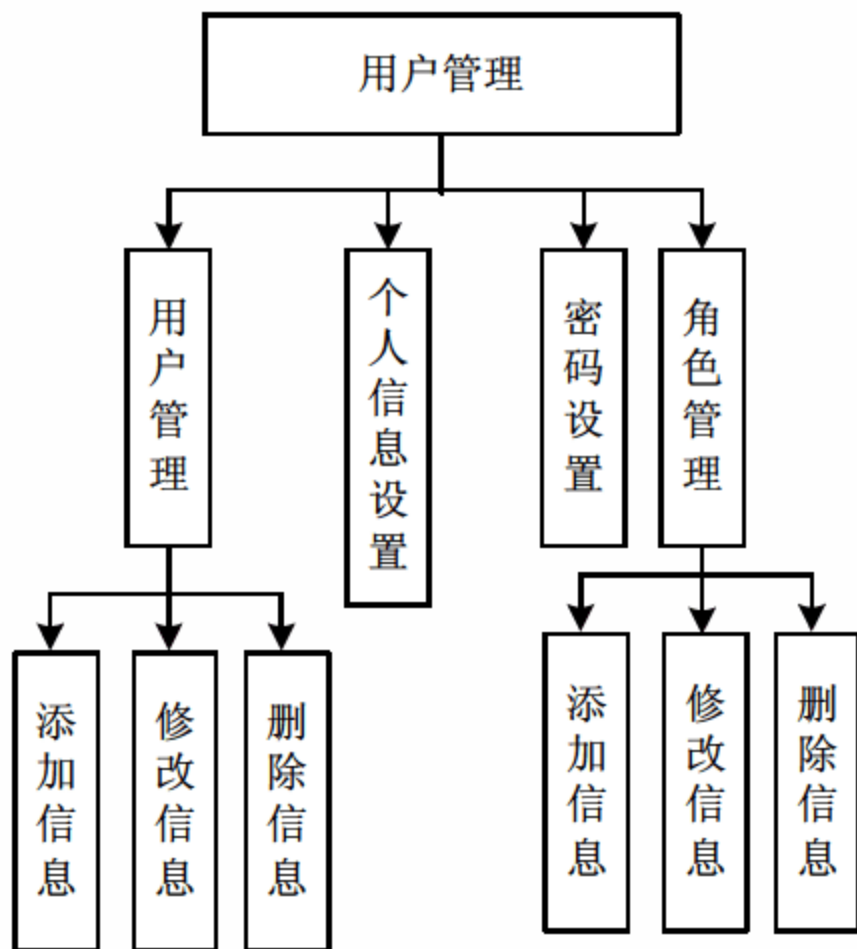 用户管理
用户管理
个人信息设置
密码设置
角色管理
添加信息
修改信息
删除信息
添加信息
修改信息
删除信息